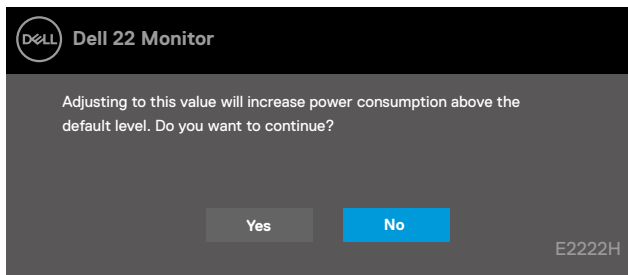 DELL Dell 22 Monitor
Adjusting to this value will increase power consumption above the
default level. Do you want to continue?
Yes No
E2222H